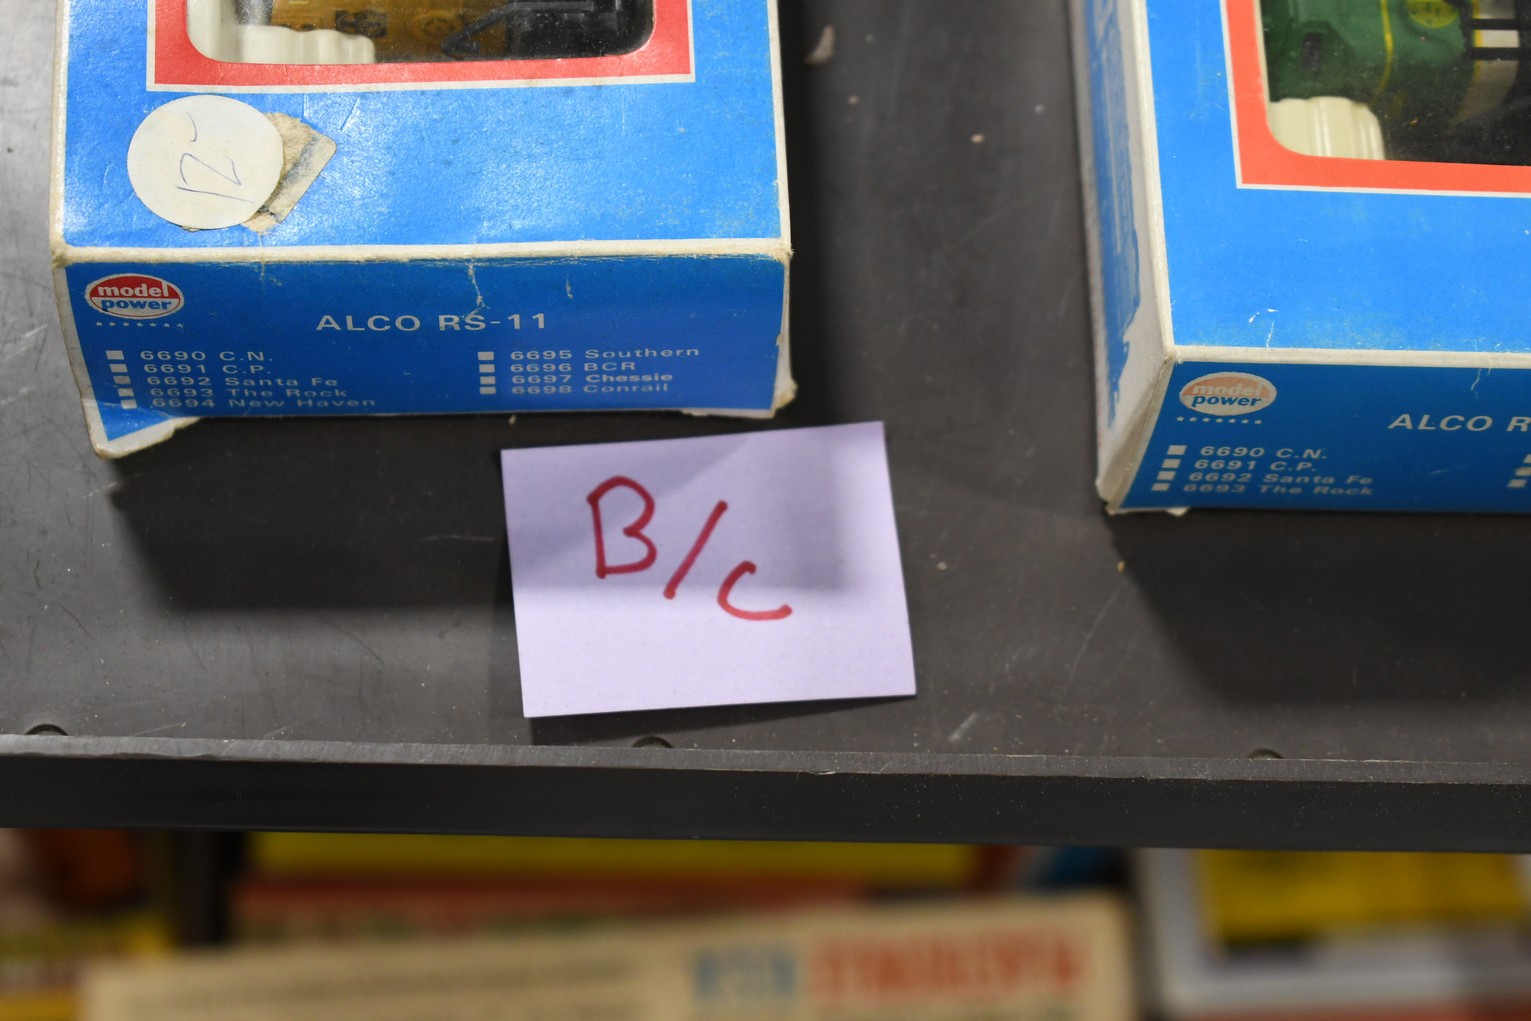 12-
model
power
ALCO RS-11
6690 C.N.
6691 C.P.
6692 Santa Fe
6693 The Rock
6694 New Haven
6695 Southern
6696 BCR
6697 Chessie
6698 Conrail
B/C
model
power
ALCO R
6690 C.N.
6691 C.P.
6692 Santa Fe
6693 The Rock